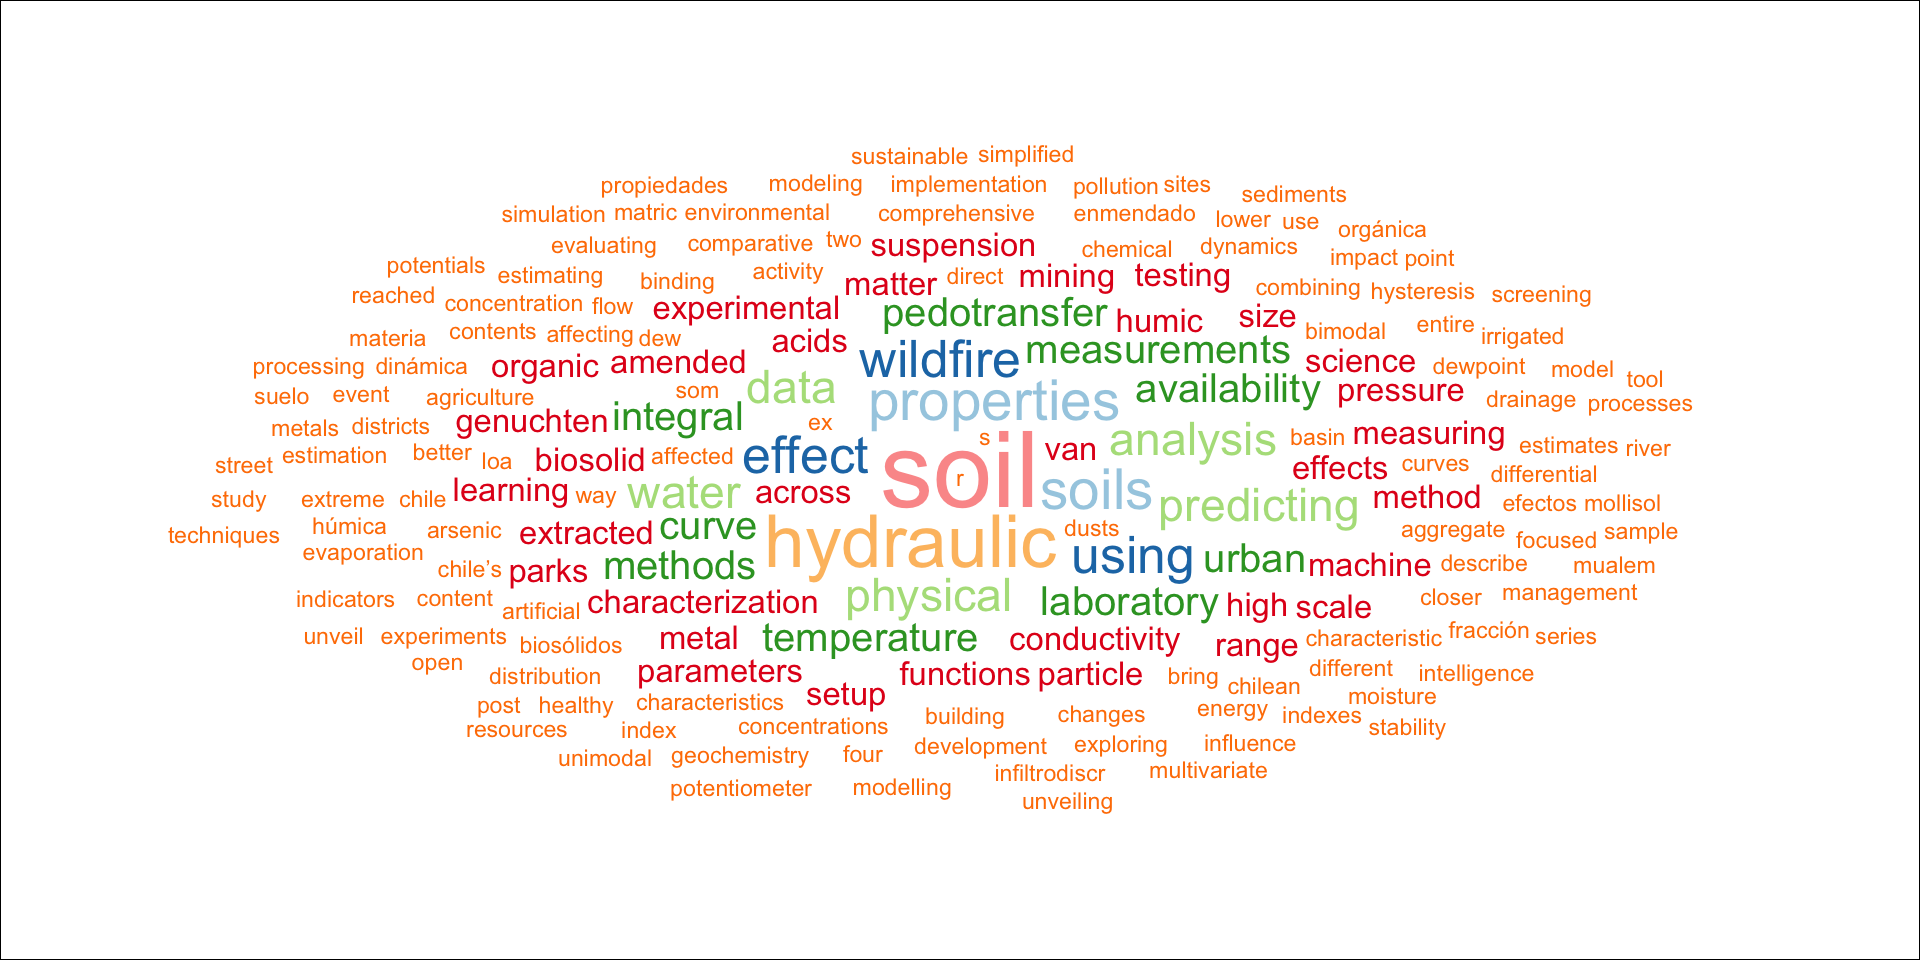 sustainable simplified
propiedades modeling implementation pollution sites sediments
simulation matric environmental comprehensive enmendado lower use orgánica
evaluating comparative two suspension chemical dynamics impact point
potentials estimating binding activity matter direct mining testing combining hysteresis screening
reached concentration flow experimental pedotransfer humic size bimodal entire irrigated
materia contents affecting dew acids wildfire measurements science dewpoint model tool
processing dinámica organic amended som data properties availability pressure drainage processes
suelo event agriculture genuchten integral ex
metals districts s van analysis basin measuring estimates river
street estimation better loa biosolid affected effect soil r effects curves differential
study extreme chile learning way water across soils predicting method efectos mollisol
techniques húmica arsenic extracted curve hydraulic dusts aggregate focused sample
evaporation chile’s parks methods using urban machine describe mualem
indicators content artificial characterization physical laboratory high scale closer management
unveil experiments biosólidos metal temperature conductivity range characteristic fracción series
open distribution parameters functions particle bring chilean different intelligence
post healthy characteristics setup energy indexes moisture stability
resources index concentrations building changes
unimodal geochemistry four development exploring influence
potentiometer modelling infiltrodiscr multivariate
unveiling